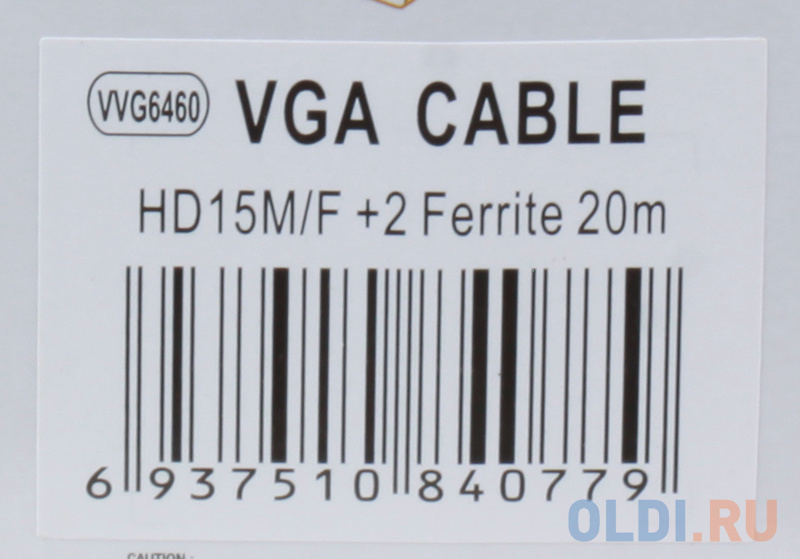 VVG6460 VGA CABLE
HD15M/F +2 Ferrite 20m
6 937510 840779
OLDI.RU
CAUTION :